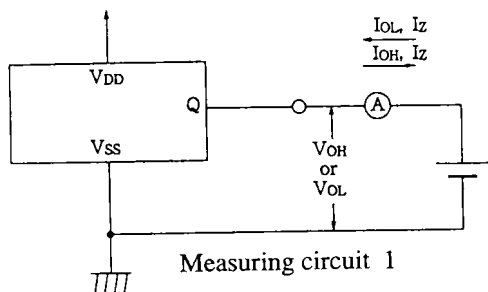 IOL, IZ
IOH, IZ
VDD
Q
A
VSS
VOH
or
VOL
Measuring circuit 1